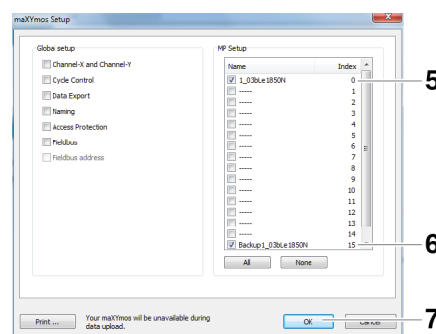 maXYmos Setup
Global setup
Channel-X and Channel-Y
Cycle Control
Data Export
Naming
Access Protection
Fieldbus
Fieldbus address
MP Setup
Name Index
1_03bLe1850N 0
----- 1
----- 2
----- 3
----- 4
----- 5
----- 6
----- 7
----- 8
----- 9
----- 10
----- 11
----- 12
----- 13
----- 14
Backup1_03bLe1850N 15
All None
Print ... Your maXYmos will be unavailable during
data upload.
OK Cancel
5
6
7